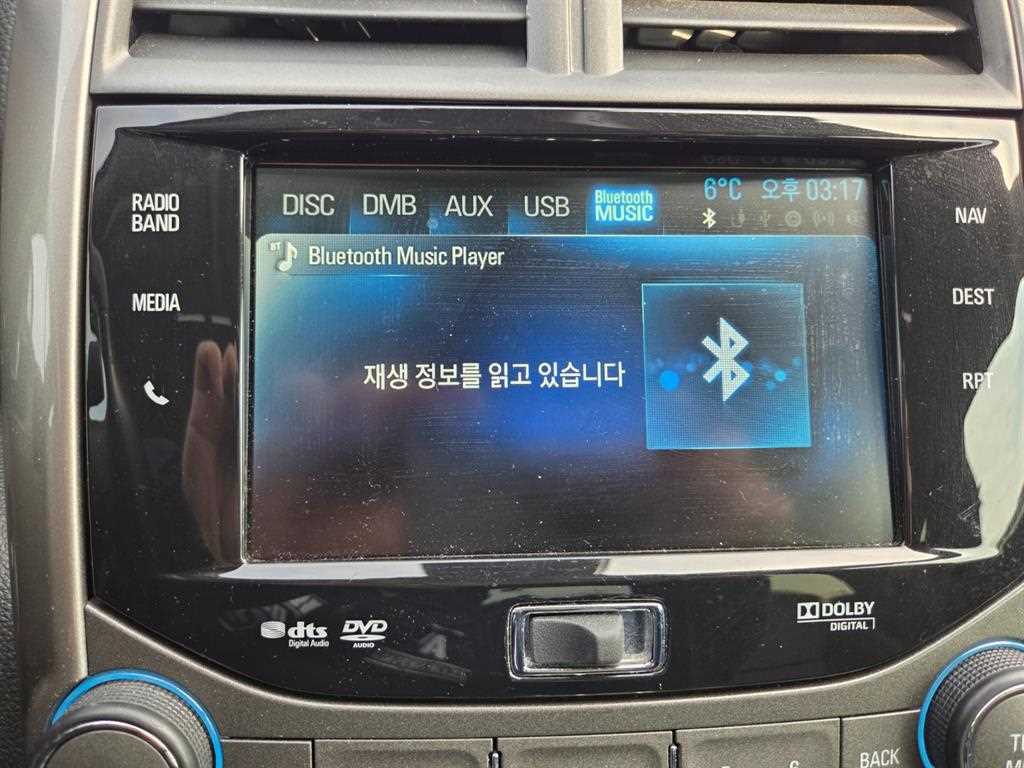 RADIO
BAND
MEDIA
DISC DMB AUX USB Bluetooth MUSIC
6°C 오후 03:17
BT Bluetooth Music Player
재생 정보를 읽고 있습니다
NAV
DEST
RPT
dts
Digital Audio
DVD
AUDIO
DOLBY
DIGITAL
6
BACK